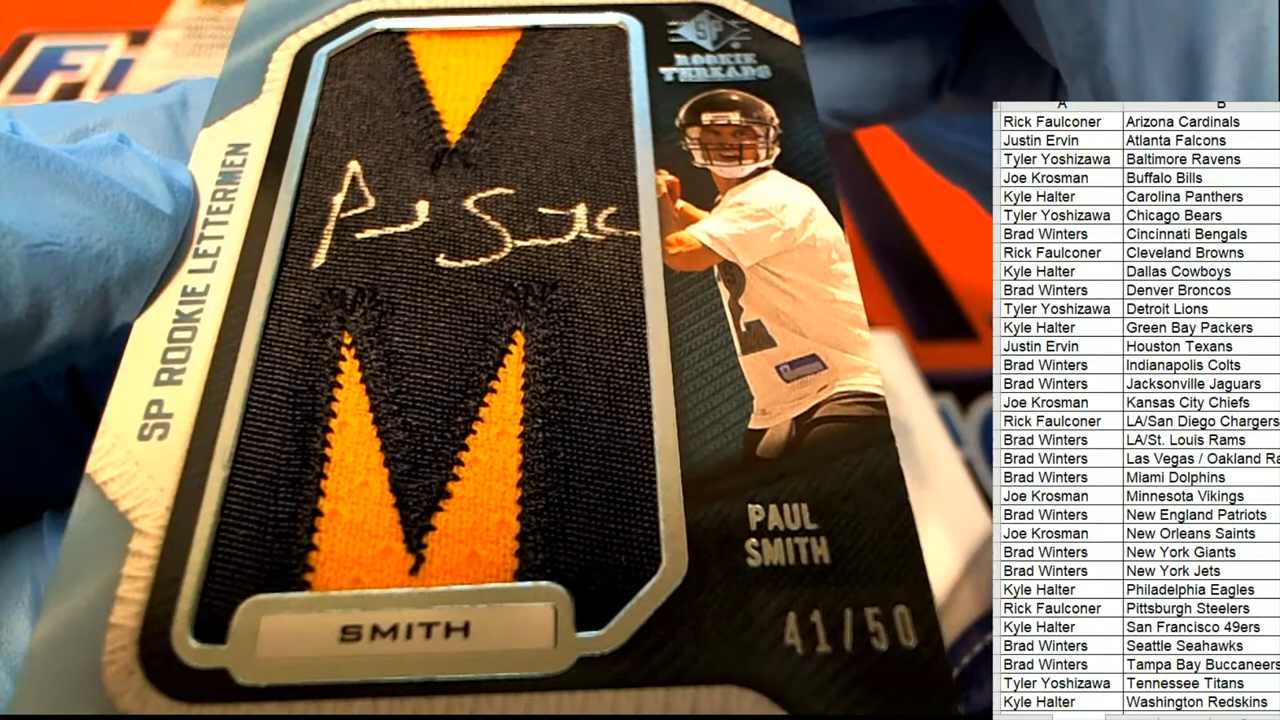 SP
ROOKIE
THREADS
SP ROOKIE LETTERMEN
Paul Smith
M
PAUL
SMITH
41/50
SMITH
2
Fi
A B
Rick Faulconer Arizona Cardinals
Justin Ervin Atlanta Falcons
Tyler Yoshizawa Baltimore Ravens
Joe Krosman Buffalo Bills
Kyle Halter Carolina Panthers
Tyler Yoshizawa Chicago Bears
Brad Winters Cincinnati Bengals
Rick Faulconer Cleveland Browns
Kyle Halter Dallas Cowboys
Brad Winters Denver Broncos
Tyler Yoshizawa Detroit Lions
Kyle Halter Green Bay Packers
Justin Ervin Houston Texans
Brad Winters Indianapolis Colts
Brad Winters Jacksonville Jaguars
Joe Krosman Kansas City Chiefs
Rick Faulconer LA/San Diego Chargers
Brad Winters LA/St. Louis Rams
Brad Winters Las Vegas / Oakland Ra
Brad Winters Miami Dolphins
Joe Krosman Minnesota Vikings
Brad Winters New England Patriots
Joe Krosman New Orleans Saints
Brad Winters New York Giants
Brad Winters New York Jets
Kyle Halter Philadelphia Eagles
Rick Faulconer Pittsburgh Steelers
Kyle Halter San Francisco 49ers
Brad Winters Seattle Seahawks
Brad Winters Tampa Bay Buccaneers
Tyler Yoshizawa Tennessee Titans
Kyle Halter Washington Redskins